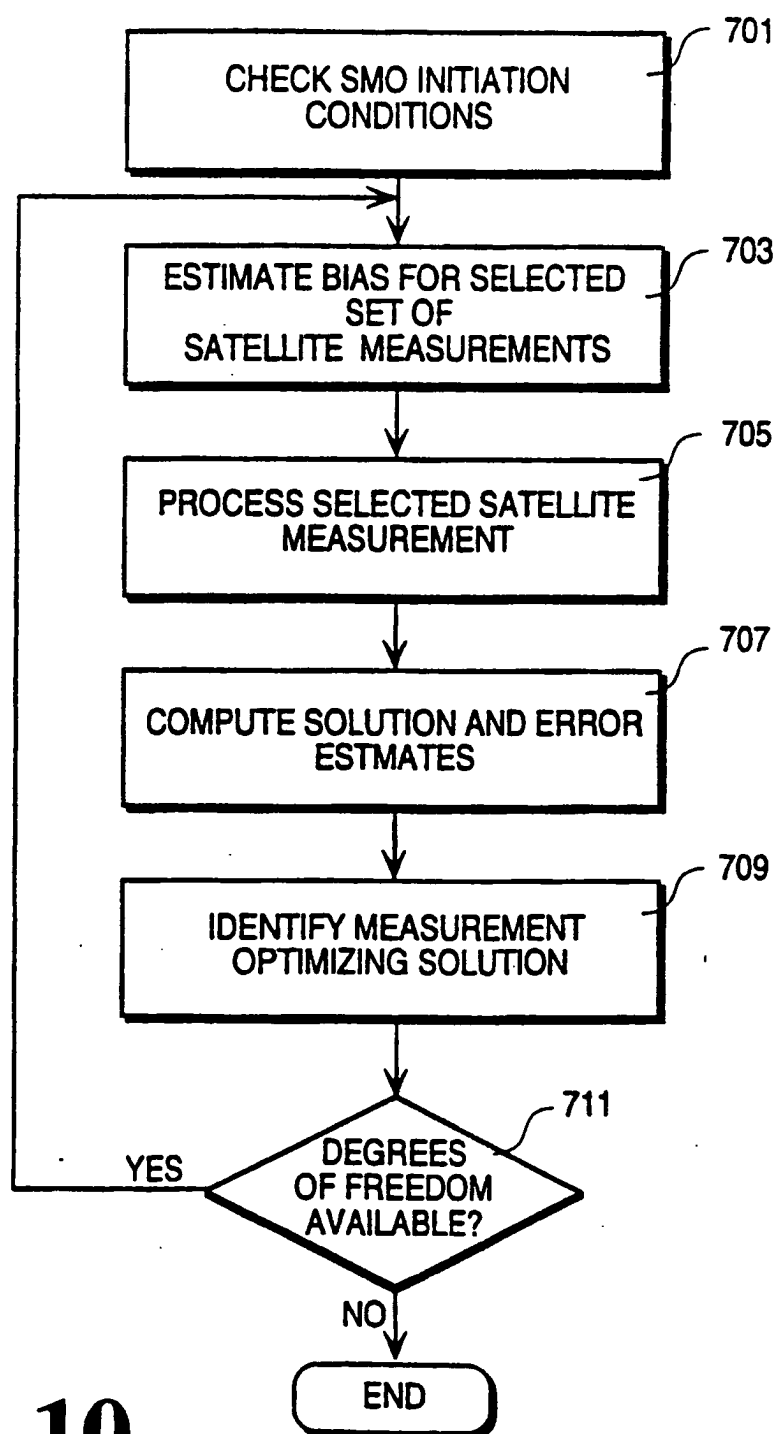 701
CHECK SMO INITIATION
CONDITIONS
703
ESTIMATE BIAS FOR SELECTED
SET OF
SATELLITE MEASUREMENTS
705
PROCESS SELECTED SATELLITE
MEASUREMENT
707
COMPUTE SOLUTION AND ERROR
ESTMATES
709
IDENTIFY MEASUREMENT
OPTIMIZING SOLUTION
711
DEGREES
OF FREEDOM
AVAILABLE?
YES
NO
END
10